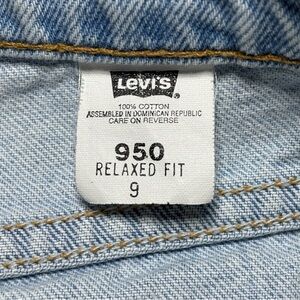 Levi's
100% COTTON
ASSEMBLED IN DOMINICAN REPUBLIC
CARE ON REVERSE
950
RELAXED FIT
9